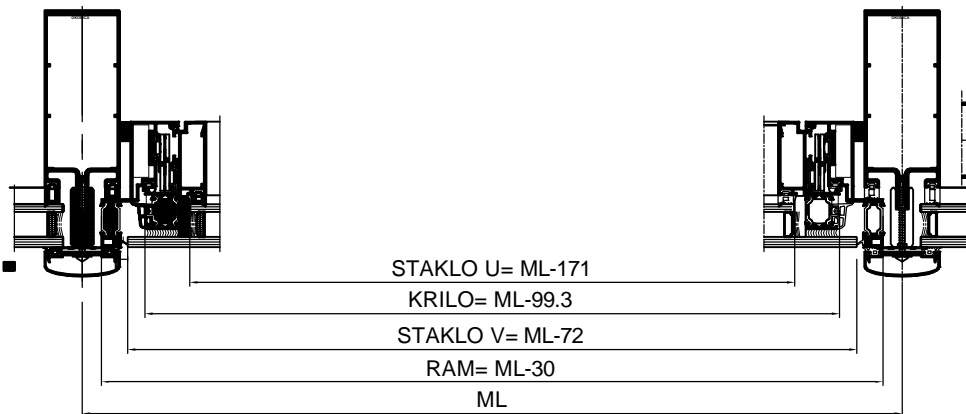 STAKLO U= ML-171
KRILO= ML-99.3
STAKLO V= ML-72
RAM= ML-30
ML